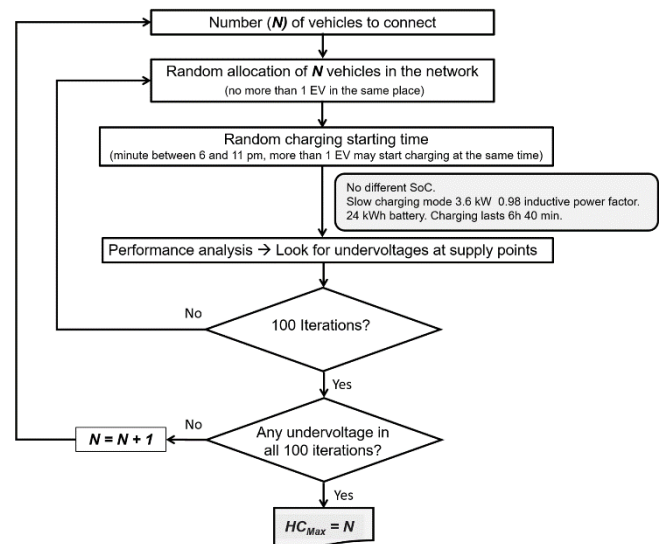 Number (N) of vehicles to connect
Random allocation of N vehicles in the network
(no more than 1 EV in the same place)
Random charging starting time
(minute between 6 and 11 pm, more than 1 EV may start charging at the same time)
No different SoC.
Slow charging mode 3.6 kW 0.98 inductive power factor.
24 kWh battery. Charging lasts 6h 40 min.
Performance analysis → Look for undervoltages at supply points
No
100 Iterations?
Yes
No
N = N + 1
Any undervoltage in
all 100 iterations?
Yes
HCMax = N